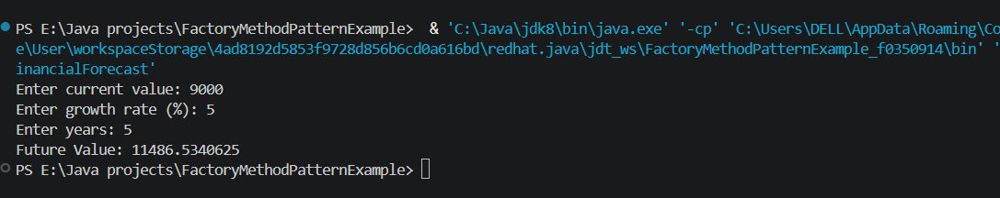 PS E:\Java projects\FactoryMethodPatternExample>  & 'C:\Java\jdk8\bin\java.exe' '-cp' 'C:\Users\DELL\AppData\Roaming\Co
e\User\workspaceStorage\4ad8192d5853f9728d856b6cd0a616bd\redhat.java\jdt_ws\FactoryMethodPatternExample_f0350914\bin' '
inancialForecast'
Enter current value: 9000
Enter growth rate (%): 5
Enter years: 5
Future Value: 11486.5340625
PS E:\Java projects\FactoryMethodPatternExample>